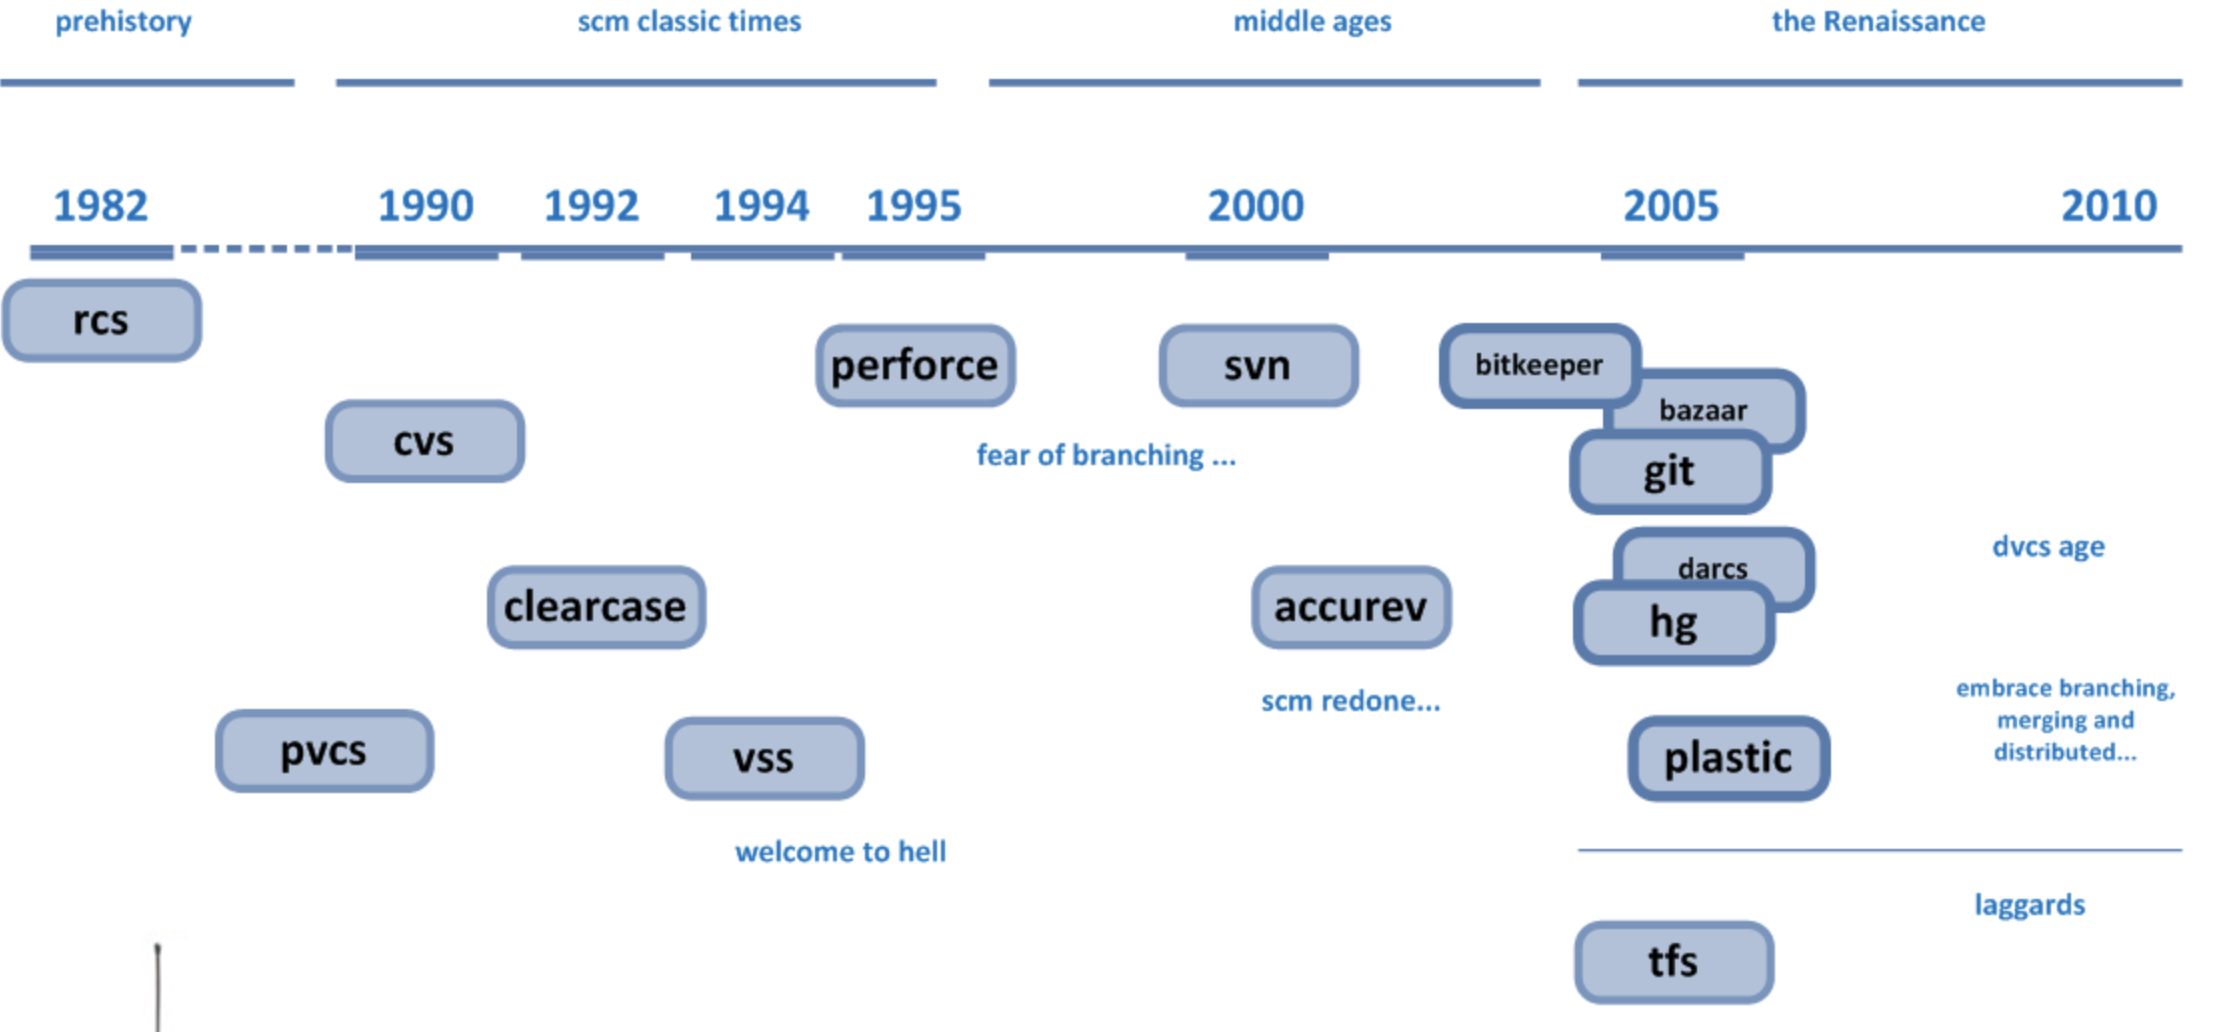 prehistory
scm classic times
middle ages
the Renaissance
1982
1990
1992
1994
1995
2000
2005
2010
rcs
perforce
svn
bitkeeper
bazaar
cvs
fear of branching ...
git
dvcs age
darcs
clearcase
accurev
hg
scm redone...
embrace branching,
merging and
distributed...
pvcs
vss
plastic
welcome to hell
laggards
tfs